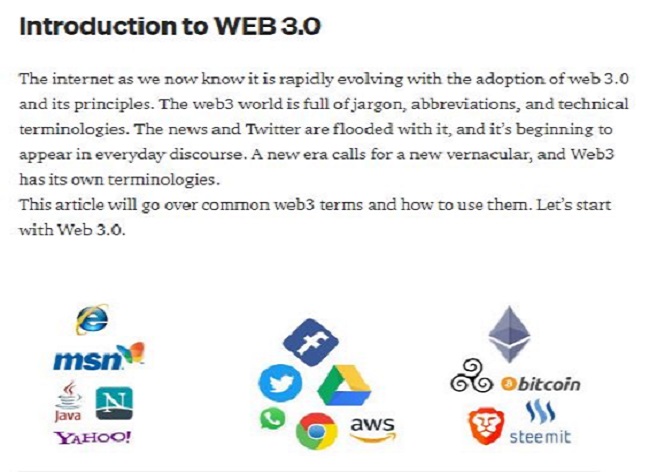 Introduction to WEB 3.0
The internet as we now know it is rapidly evolving with the adoption of web 3.0
and its principles. The web3 world is full of jargon, abbreviations, and technical
terminologies. The news and Twitter are flooded with it, and it's beginning to
appear in everyday discourse. A new era calls for a new vernacular, and Web3
has its own terminologies.
This article will go over common web3 terms and how to use them. Let's start
with Web 3.0.
msn
bitcoin
Java
N
aws
steemit
YAHOO!